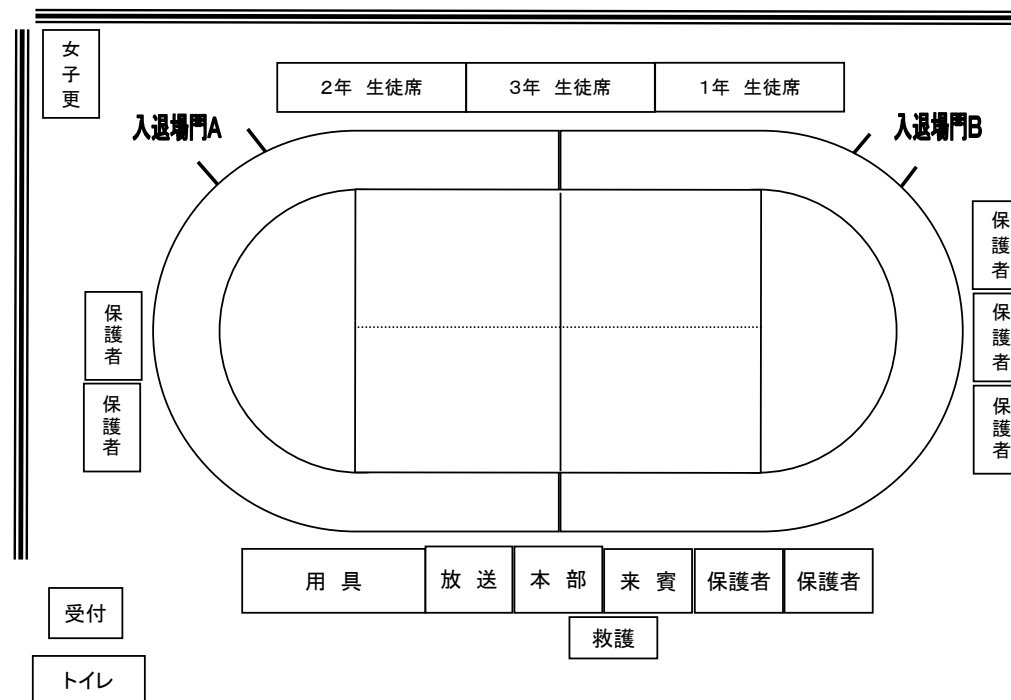 女子更
2年 生徒席
3年 生徒席
1年 生徒席
入退場門A
入退場門B
保護者
保護者
保護者
保護者
保護者
用 具
放 送
本 部
来 賓
保護者
保護者
救護
受付
トイレ